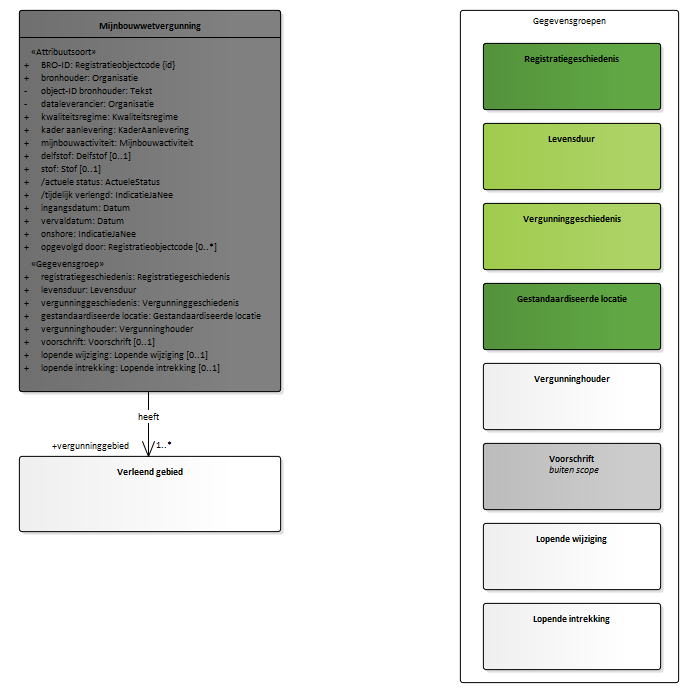 Mijnbouwwetvergunning
«Attribuutsoort»
+ BRO-ID: Registratieobjectcode {id}
+ bronhouder: Organisatie
- object-ID bronhouder: Tekst
- dataleverancier: Organisatie
+ kwaliteitsregime: Kwaliteitsregime
+ kader aanlevering: KaderAanlevering
+ mijnbouwactiviteit: Mijnbouwactiviteit
+ delfstof: Delfstof [0..1]
+ stof: Stof [0..1]
+ /actuele status: ActueleStatus
+ /tijdelijk verlengd: IndicatieJaNee
+ ingangsdatum: Datum
+ vervaldatum: Datum
+ onshore: IndicatieJaNee
+ opgevolgd door: Registratieobjectcode [0..*]
«Gegevensgroep»
+ registratiegeschiedenis: Registratiegeschiedenis
+ levensduur: Levensduur
+ vergunninggeschiedenis: Vergunninggeschiedenis
+ gestandaardiseerde locatie: Gestandaardiseerde locatie
+ vergunninghouder: Vergunninghouder
+ voorschrift: Voorschrift [0..1]
+ lopende wijziging: Lopende wijziging [0..1]
+ lopende intrekking: Lopende intrekking [0..1]
heeft
+vergunninggebied 1..*
Verleend gebied
Gegevensgroepen
Registratiegeschiedenis
Levensduur
Vergunninggeschiedenis
Gestandaardiseerde locatie
Vergunninghouder
Voorschrift
buiten scope
Lopende wijziging
Lopende intrekking